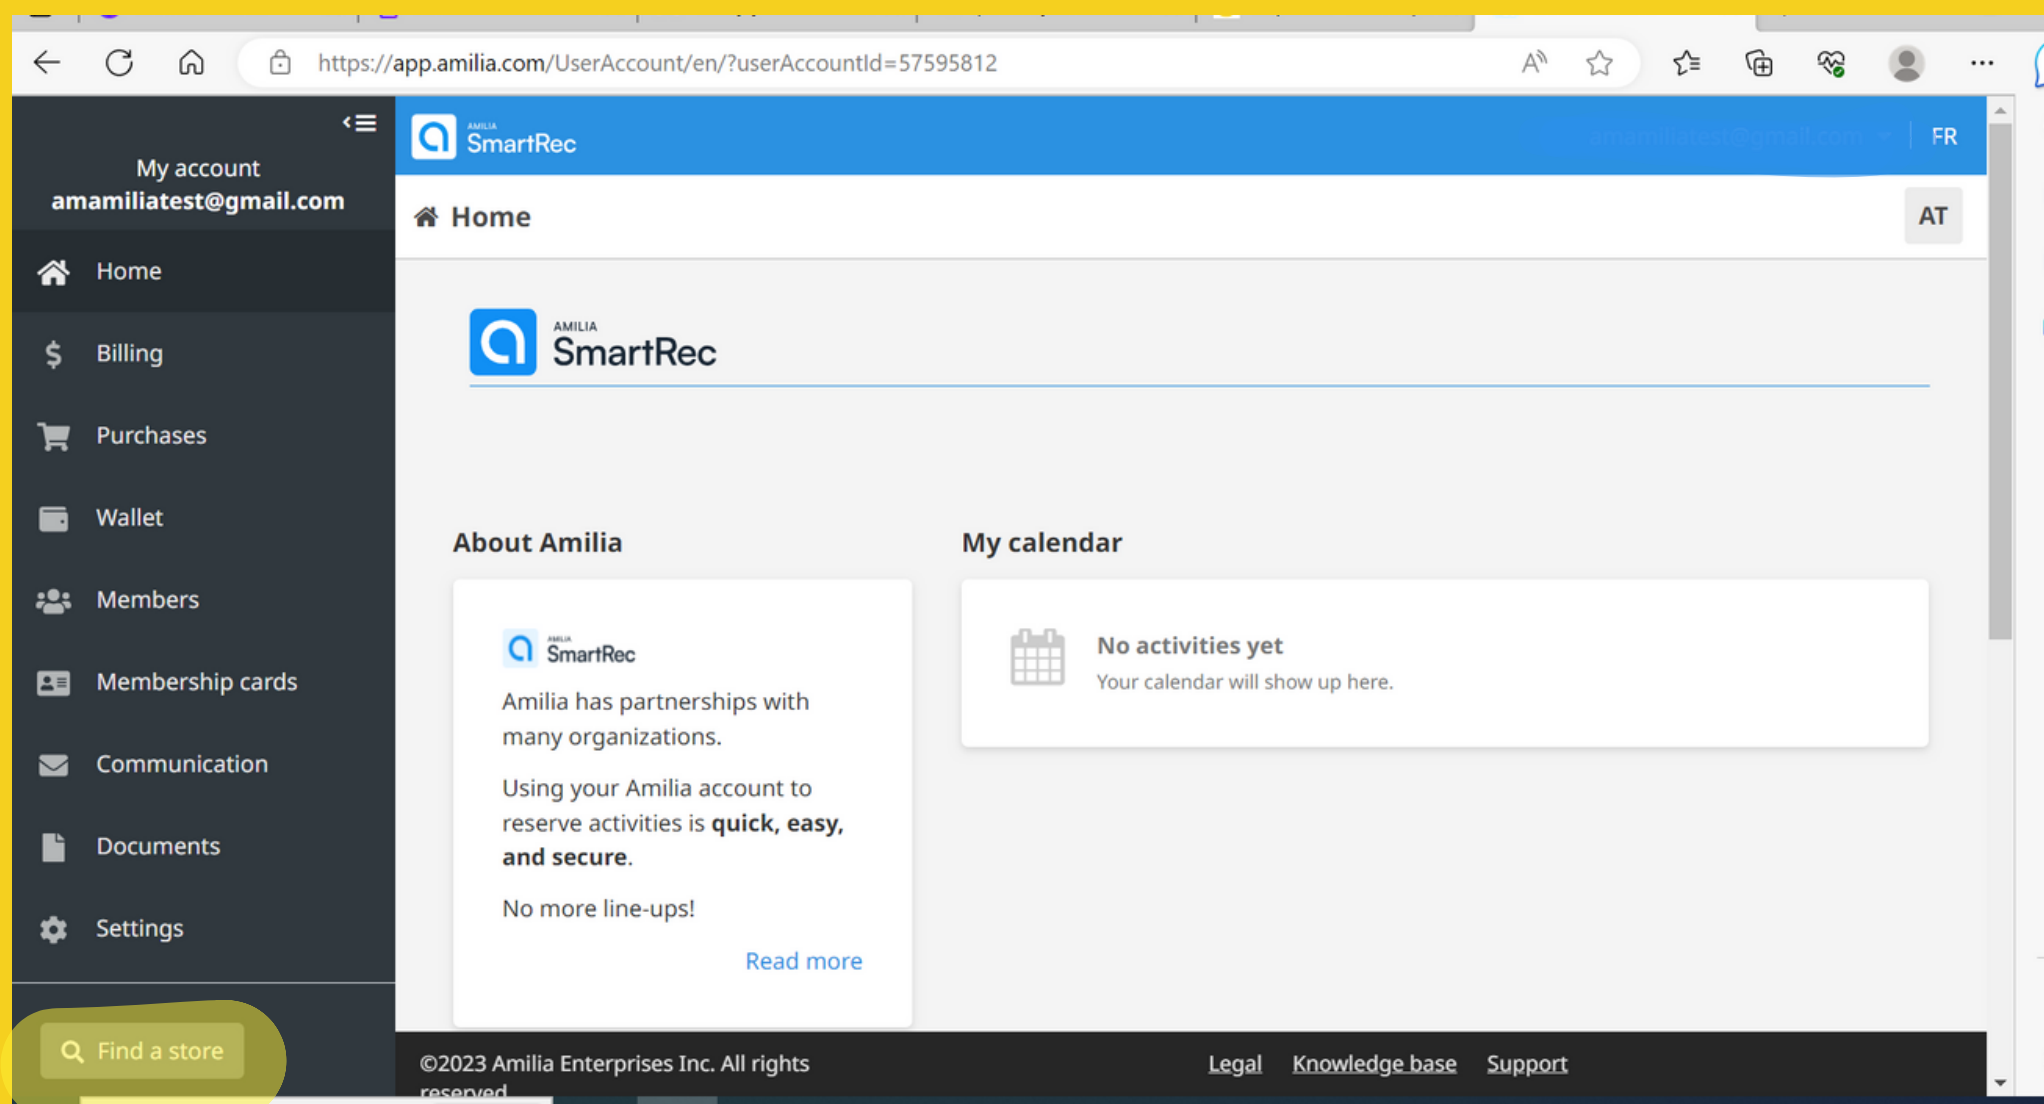 https://app.amilia.com/UserAccount/en/?userAccountId=57595812
My account
amamiliatest@gmail.com
Home
Billing
Purchases
Wallet
Members
Membership cards
Communication
Documents
Settings
Find a store
AMILIA
SmartRec
amamiliatest@gmail.com
FR
Home
AT
AMILIA
SmartRec
About Amilia
AMILIA
SmartRec
Amilia has partnerships with
many organizations.
Using your Amilia account to
reserve activities is quick, easy,
and secure.
No more line-ups!
Read more
My calendar
No activities yet
Your calendar will show up here.
©2023 Amilia Enterprises Inc. All rights
reserved
Legal Knowledge base Support